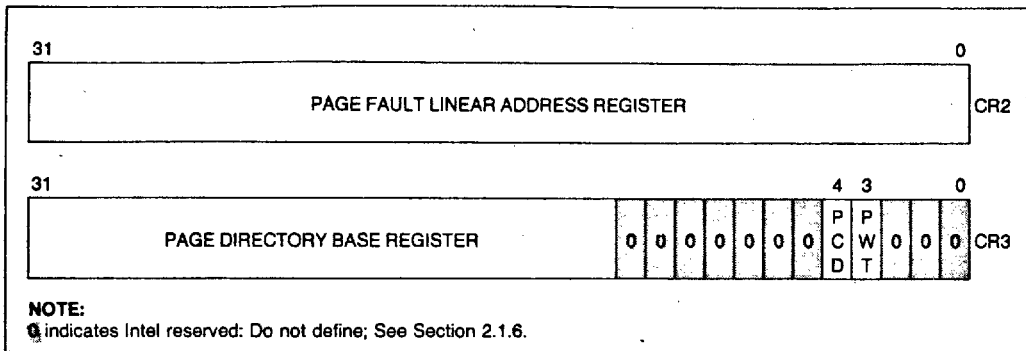 31 0
PAGE FAULT LINEAR ADDRESS REGISTER CR2
31 4 3 0
PAGE DIRECTORY BASE REGISTER 0 0 0 0 0 0 0 PCD PWT 0 0 0 CR3
NOTE:
0 indicates Intel reserved: Do not define; See Section 2.1.6.